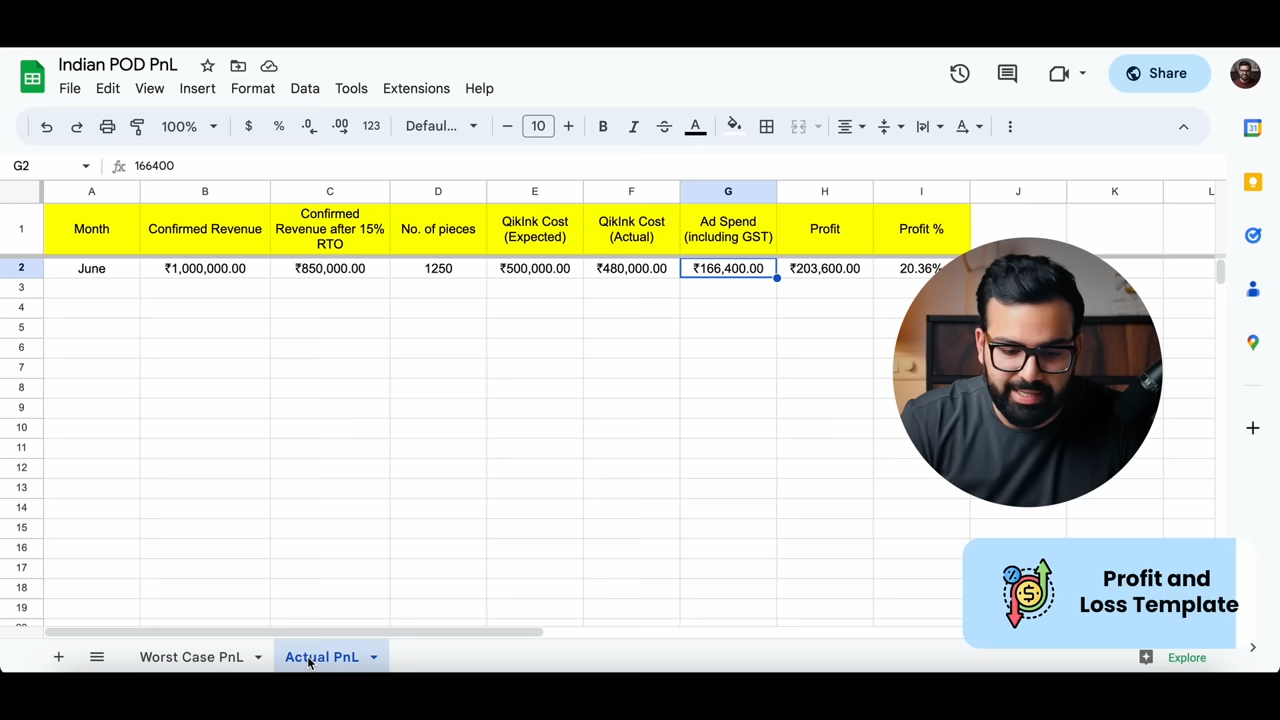 Indian POD PnL
Share
File Edit View Insert Format Data Tools Extensions Help
100% $ % .0 .00 123 Defaul... 10 B I A
31
G2 fx 166400
A B C D E F G H I J K L
1 Month Confirmed Revenue Confirmed Revenue after 15% RTO No. of pieces QikInk Cost (Expected) QikInk Cost (Actual) Ad Spend (including GST) Profit Profit %
2 June ₹1,000,000.00 ₹850,000.00 1250 ₹500,000.00 ₹480,000.00 ₹166,400.00 ₹203,600.00 20.36%
3
4
5
6
7
8
9
10
11
12
13
14
15
16
17
18
19
Profit and
Loss Template
Worst Case PnL Actual PnL Explore